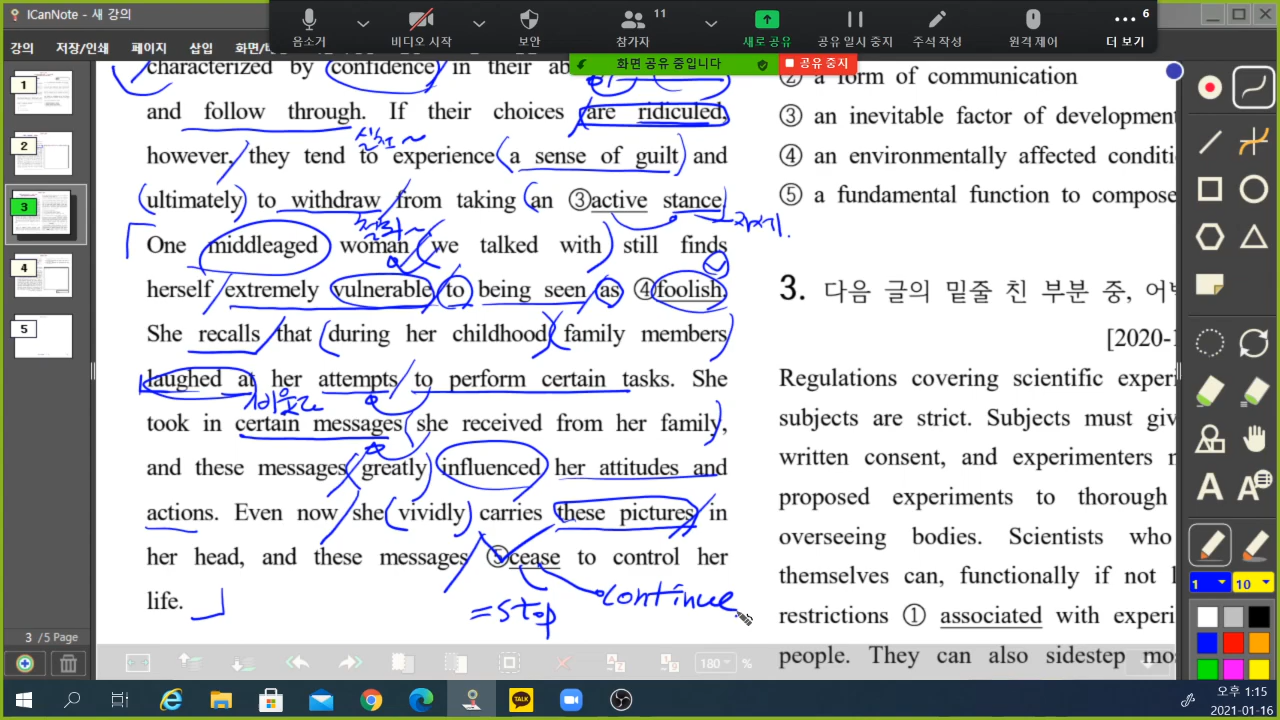 ICanNote - 새 강의
강의 저장/인쇄 페이지 삽입 화면/
음소거
비디오 시작
보안
11
참가자
새로 공유
공유 일시 중지
주석 작성
원격 제어
6
더 보기
화면 공유 중입니다
공유 중지
1
2
3
4
5
characterized by confidence in their ab
and follow through. If their choices are ridiculed,
however, they tend to experience a sense of guilt and
ultimately to withdraw from taking an ③active stance.
One middleaged woman we talked with still finds
herself extremely vulnerable to being seen as ④foolish.
She recalls that during her childhood family members
laughed at her attempts to perform certain tasks. She
took in certain messages she received from her family,
and these messages greatly influenced her attitudes and
actions. Even now she vividly carries these pictures in
her head, and these messages ⑤cease to control her
life.
=stop
continue
② a form of communication
③ an inevitable factor of development
④ an environmentally affected conditi
⑤ a fundamental function to compose
3. 다음 글의 밑줄 친 부분 중, 어
[2020-1
Regulations covering scientific experi
subjects are strict. Subjects must giv
written consent, and experimenters
proposed experiments to thorough
overseeing bodies. Scientists who
themselves can, functionally if not
restrictions ① associated with experi
people. They can also sidestep mo
3 /5 Page
180 %
1
10
TALK
오후 1:15
2021-01-16